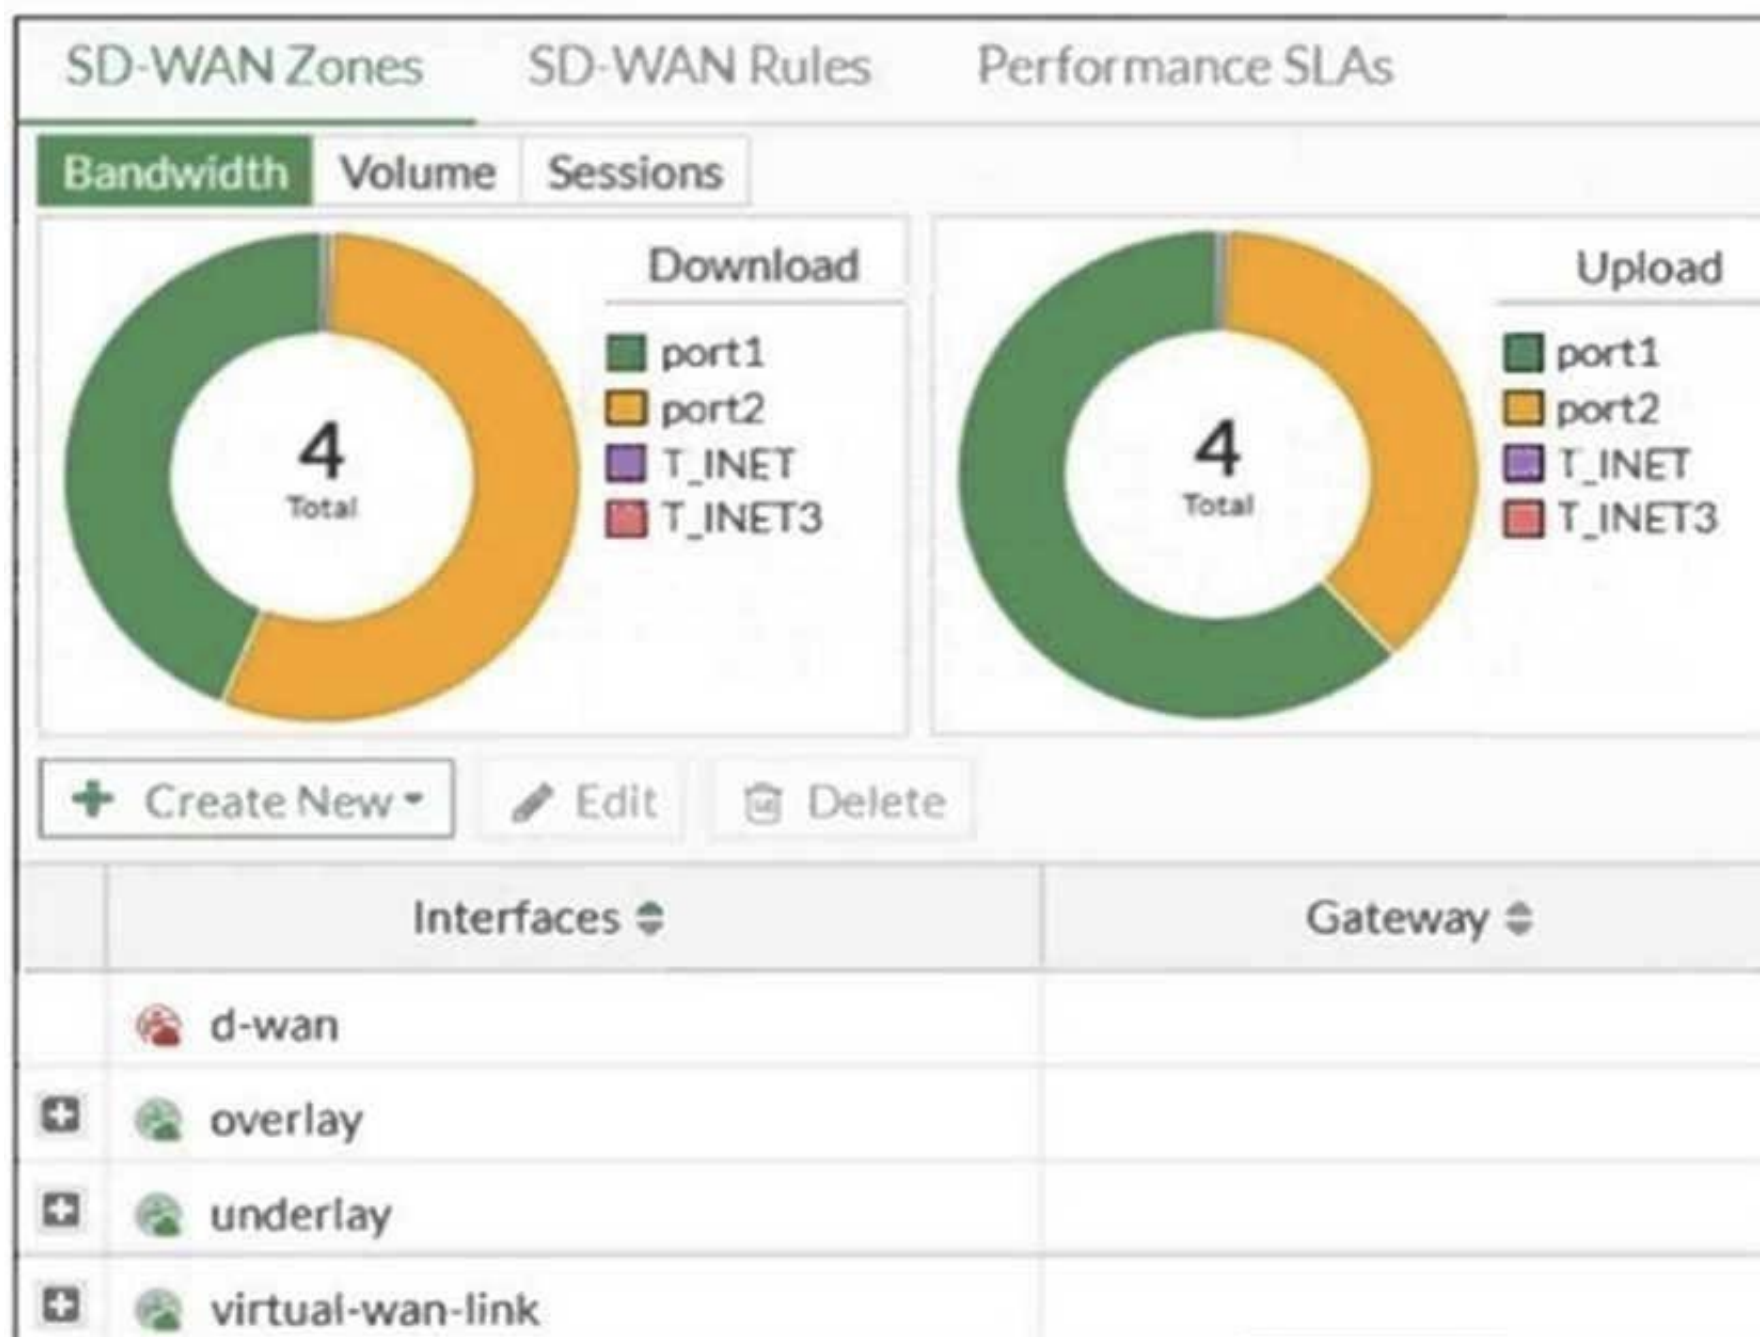 SD-WAN Zones SD-WAN Rules Performance SLAs
Bandwidth Volume Sessions
Download
port1
port2
T_INET
T_INET3
4
Total
Upload
port1
port2
T_INET
T_INET3
4
Total
Create New Edit Delete
Interfaces Gateway
d-wan
overlay
underlay
virtual-wan-link